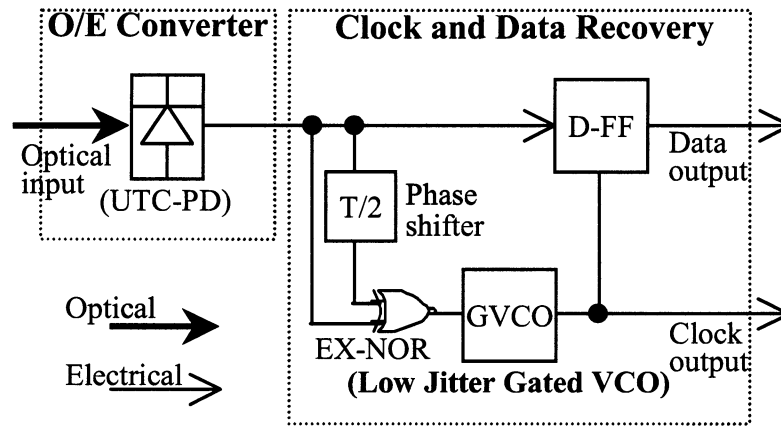 O/E Converter
Clock and Data Recovery
D-FF
Optical
input
Data
output
(UTC-PD)
T/2
Phase
shifter
Optical
GVCO
EX-NOR
Clock
output
Electrical
(Low Jitter Gated VCO)